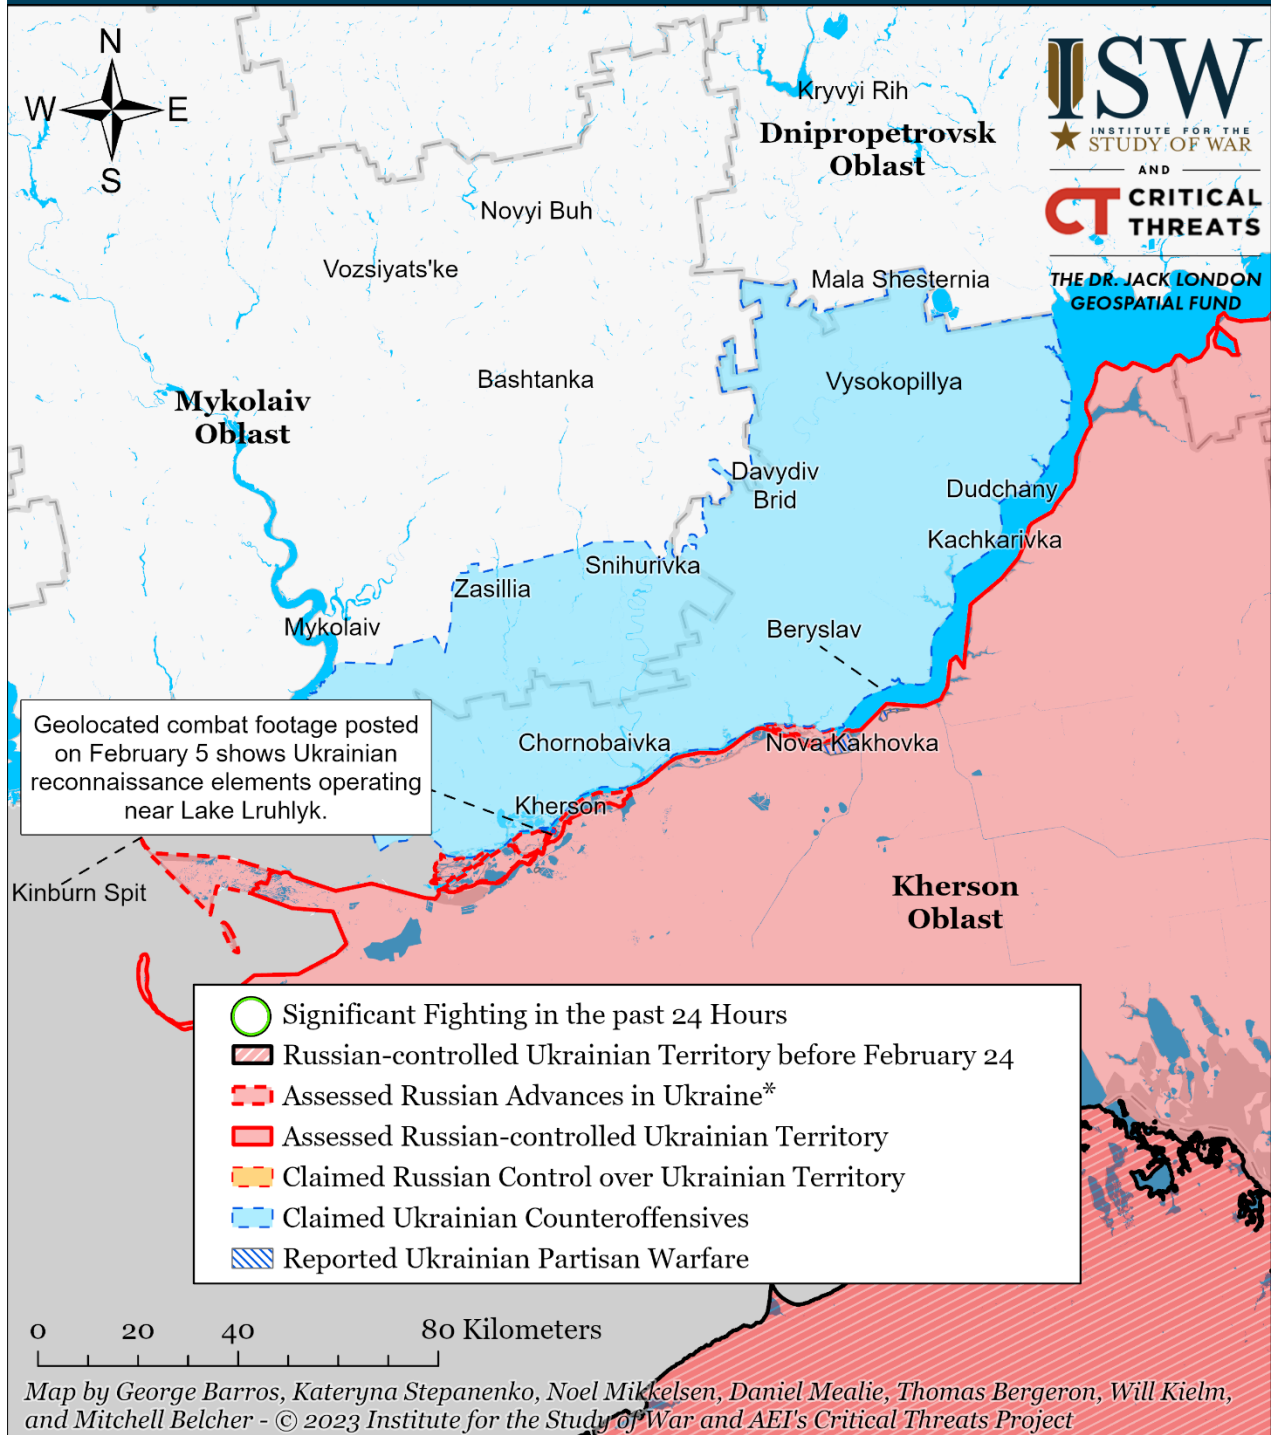 N
W
E
S
ISW
INSTITUTE FOR THE
STUDY OF WAR
AND
CT CRITICAL
THREATS
THE DR. JACK LONDON
GEOSPATIAL FUND
Kryvyi Rih
Dnipropetrovsk
Oblast
Novyi Buh
Vozsiyats'ke
Mala Shesternia
Bashtanka
Vysokopillya
Mykolaiv
Oblast
Davydiv
Brid
Dudchany
Kachkarivka
Snihurivka
Zasillia
Mykolaiv
Beryslav
Geolocated combat footage posted
on February 5 shows Ukrainian
reconnaissance elements operating
near Lake Lruhlyk.
Chornobaivka
Nova Kakhovka
Kherson
Kinburn Spit
Kherson
Oblast
Significant Fighting in the past 24 Hours
Russian-controlled Ukrainian Territory before February 24
Assessed Russian Advances in Ukraine*
Assessed Russian-controlled Ukrainian Territory
Claimed Russian Control over Ukrainian Territory
Claimed Ukrainian Counteroffensives
Reported Ukrainian Partisan Warfare
0 20 40 80 Kilometers
Map by George Barros, Kateryna Stepanenko, Noel Mikkelsen, Daniel Mealie, Thomas Bergeron, Will Kielm,
and Mitchell Belcher - © 2023 Institute for the Study of War and AEI's Critical Threats Project